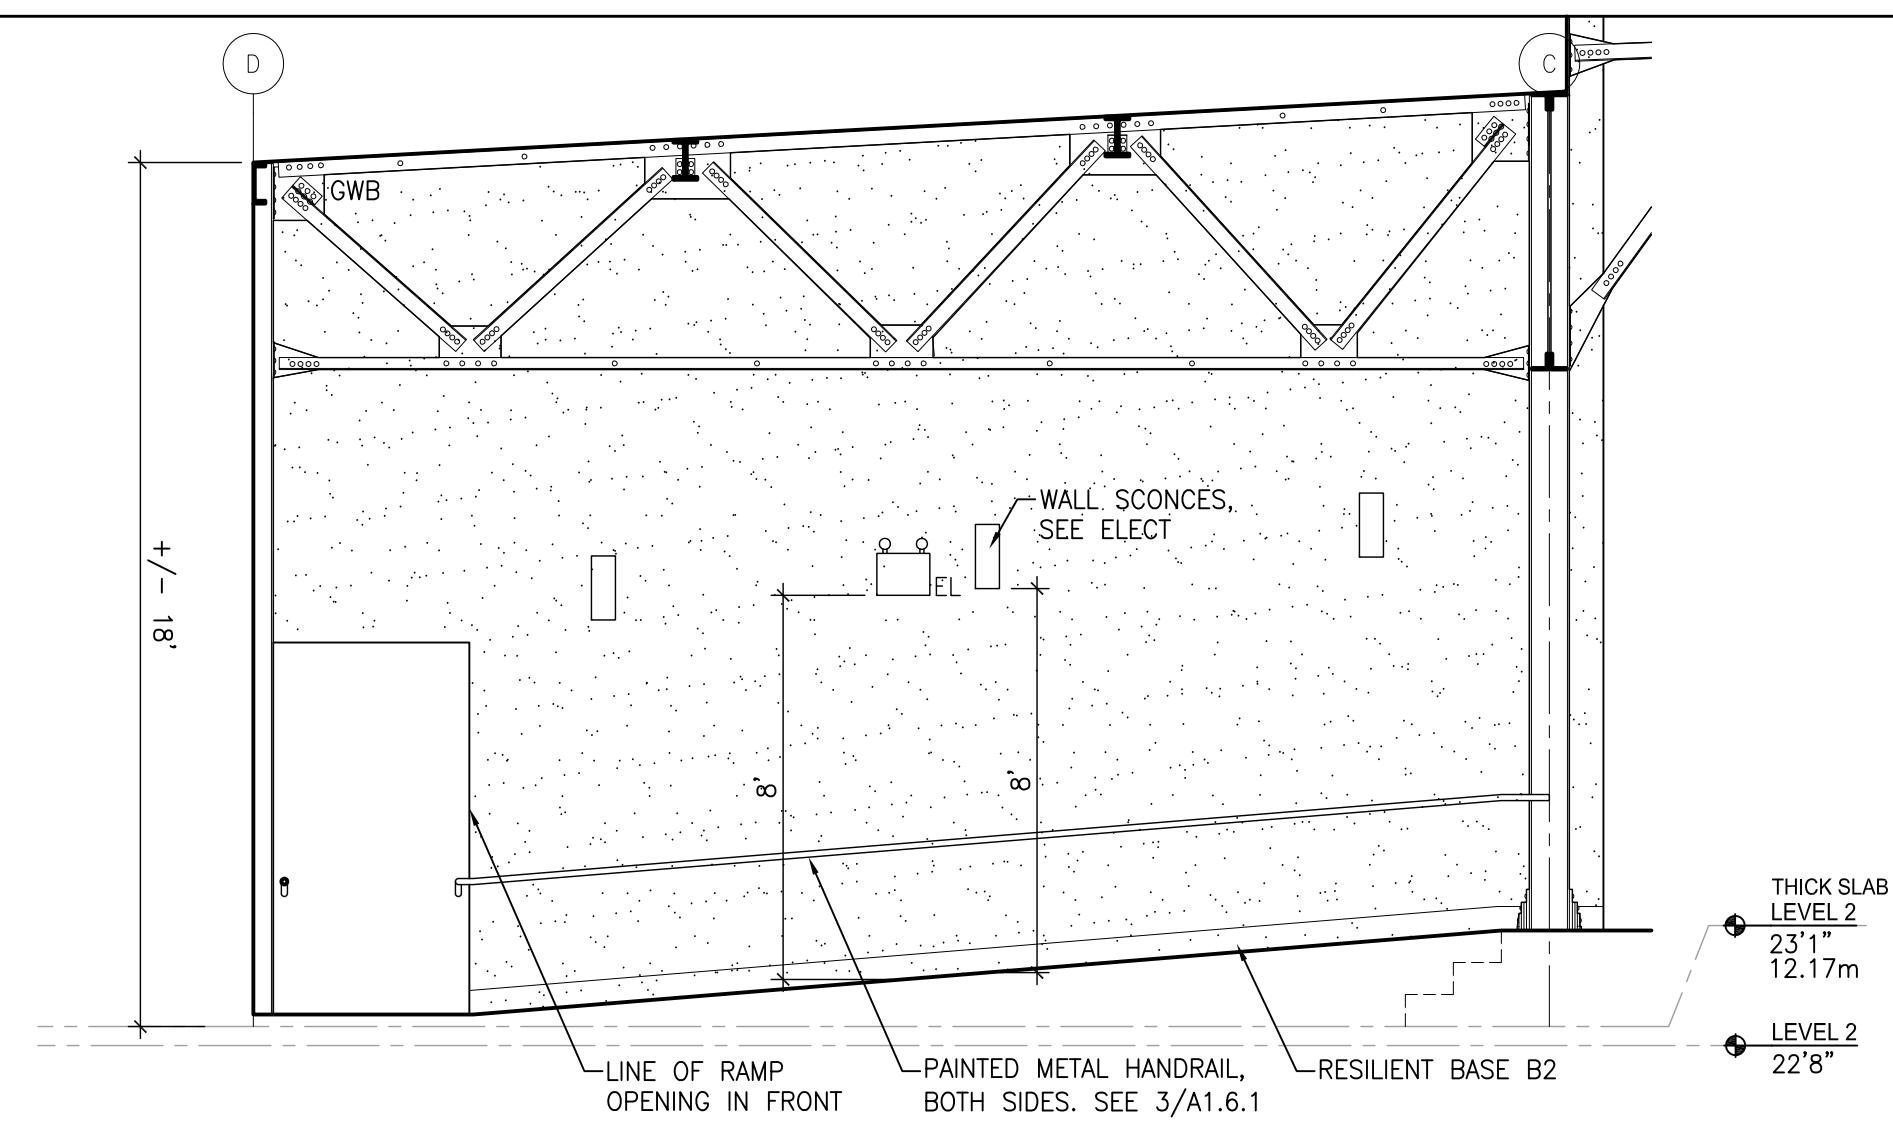 D
C
GWB
WALL SCONCES,
SEE ELECT
EL
+/- 18'
8'
8'
THICK SLAB
LEVEL 2
23'1"
12.17m
LEVEL 2
22'8"
LINE OF RAMP
OPENING IN FRONT
PAINTED METAL HANDRAIL,
BOTH SIDES. SEE 3/A1.6.1
RESILIENT BASE B2